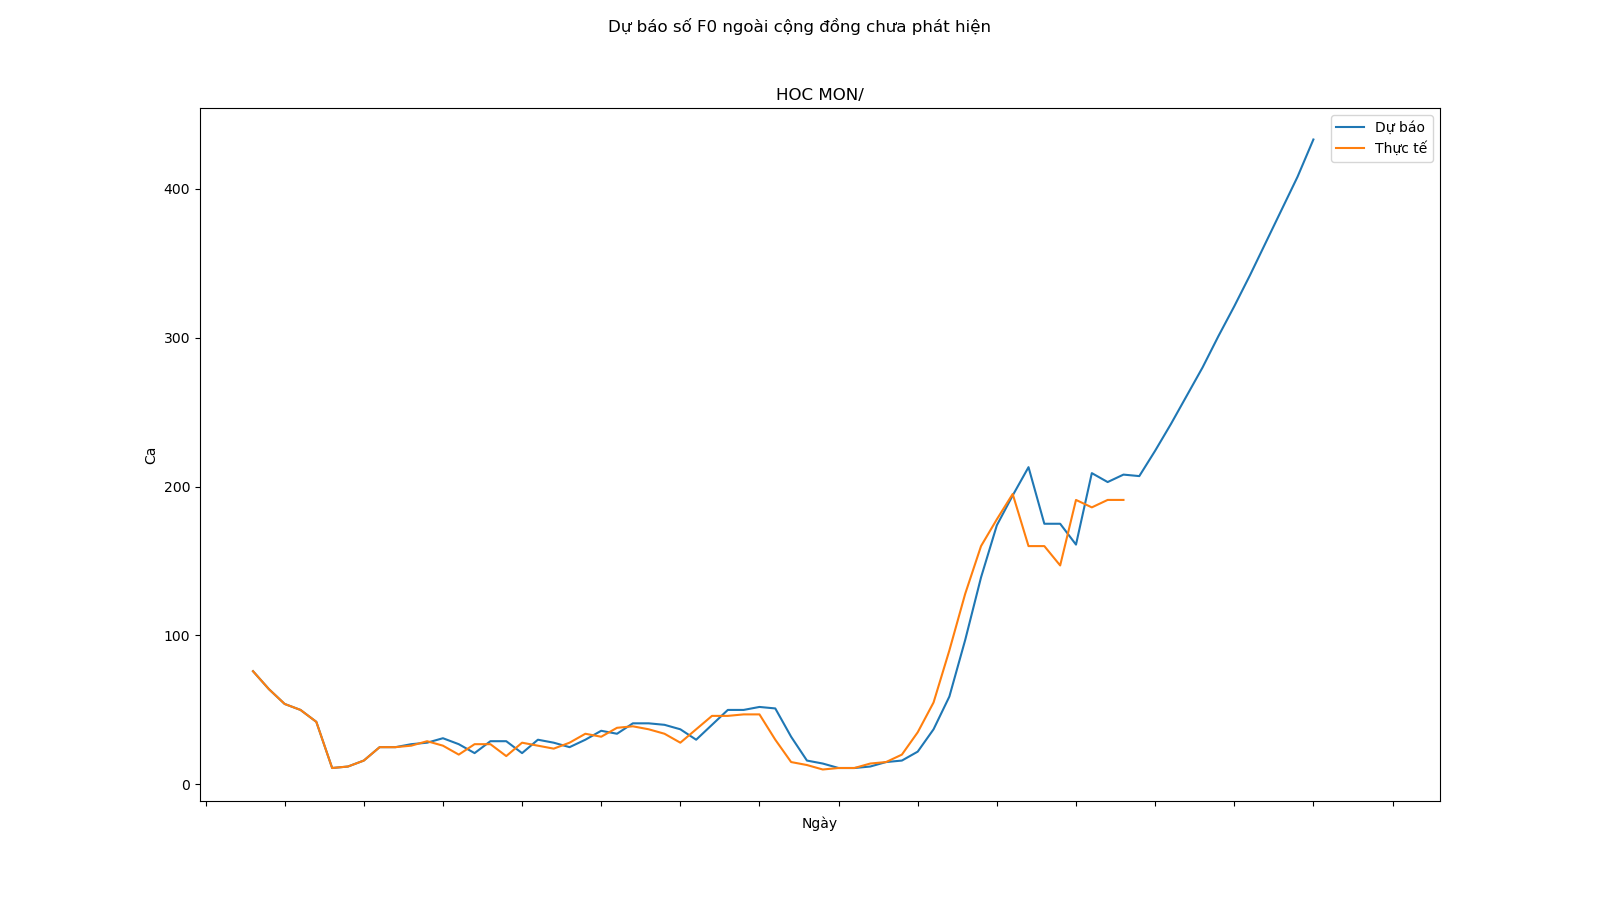 Dự báo số F0 ngoài cộng đồng chưa phát hiện
HOC MON/
Dự báo
Thực tế
400
300
200
100
0
Ca
Ngày